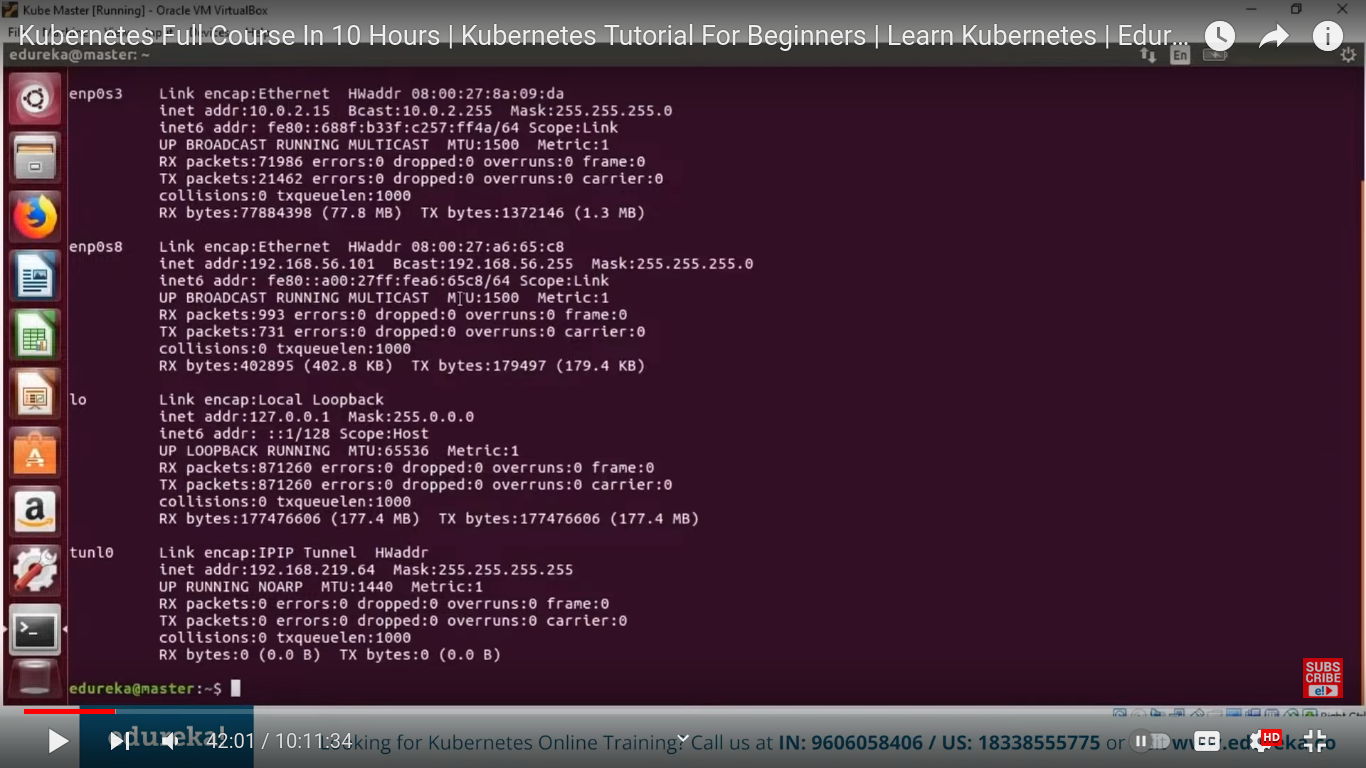 Kube Master [Running] - Oracle VM VirtualBox
Kubernetes Full Course In 10 Hours | Kubernetes Tutorial For Beginners | Learn Kubernetes | Edur...
edureka@master: ~
En
enp0s3 Link encap:Ethernet HWaddr 08:00:27:8a:09:da
inet addr:10.0.2.15 Bcast:10.0.2.255 Mask:255.255.255.0
inet6 addr: fe80::688f:b33f:c257:ff4a/64 Scope:Link
UP BROADCAST RUNNING MULTICAST MTU:1500 Metric:1
RX packets:71986 errors:0 dropped:0 overruns:0 frame:0
TX packets:21462 errors:0 dropped:0 overruns:0 carrier:0
collisions:0 txqueuelen:1000
RX bytes:77884398 (77.8 MB) TX bytes:1372146 (1.3 MB)
enp0s8 Link encap:Ethernet HWaddr 08:00:27:a6:65:c8
inet addr:192.168.56.101 Bcast:192.168.56.255 Mask:255.255.255.0
inet6 addr: fe80::a00:27ff:fea6:65c8/64 Scope:Link
UP BROADCAST RUNNING MULTICAST MTU:1500 Metric:1
RX packets:993 errors:0 dropped:0 overruns:0 frame:0
TX packets:731 errors:0 dropped:0 overruns:0 carrier:0
collisions:0 txqueuelen:1000
RX bytes:402895 (402.8 KB) TX bytes:179497 (179.4 KB)
lo Link encap:Local Loopback
inet addr:127.0.0.1 Mask:255.0.0.0
inet6 addr: ::1/128 Scope:Host
UP LOOPBACK RUNNING MTU:65536 Metric:1
RX packets:871260 errors:0 dropped:0 overruns:0 frame:0
TX packets:871260 errors:0 dropped:0 overruns:0 carrier:0
collisions:0 txqueuelen:1000
RX bytes:177476606 (177.4 MB) TX bytes:177476606 (177.4 MB)
tunl0 Link encap:IPIP Tunnel HWaddr
inet addr:192.168.219.64 Mask:255.255.255.255
UP RUNNING NOARP MTU:1440 Metric:1
RX packets:0 errors:0 dropped:0 overruns:0 frame:0
TX packets:0 errors:0 dropped:0 overruns:0 carrier:0
collisions:0 txqueuelen:1000
RX bytes:0 (0.0 B) TX bytes:0 (0.0 B)
edureka@master:~$
SUBS
CRIBE
e!
Right Ctrl
edureka!
42:01 / 10:11:34
king for Kubernetes Online Training? Call us at IN: 9606058406 / US: 18338555775 or
CC
HD